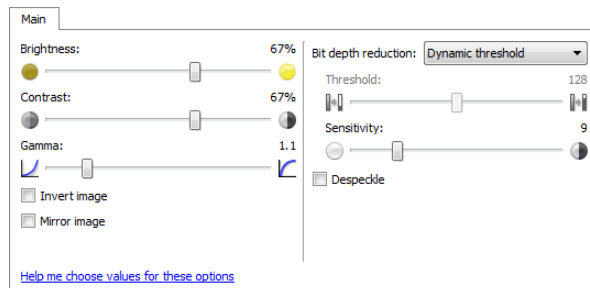 Main
Brightness: 67%
Contrast: 67%
Gamma: 1.1
Invert image
Mirror image
Help me choose values for these options
Bit depth reduction: Dynamic threshold
Threshold: 128
Sensitivity: 9
Despeckle